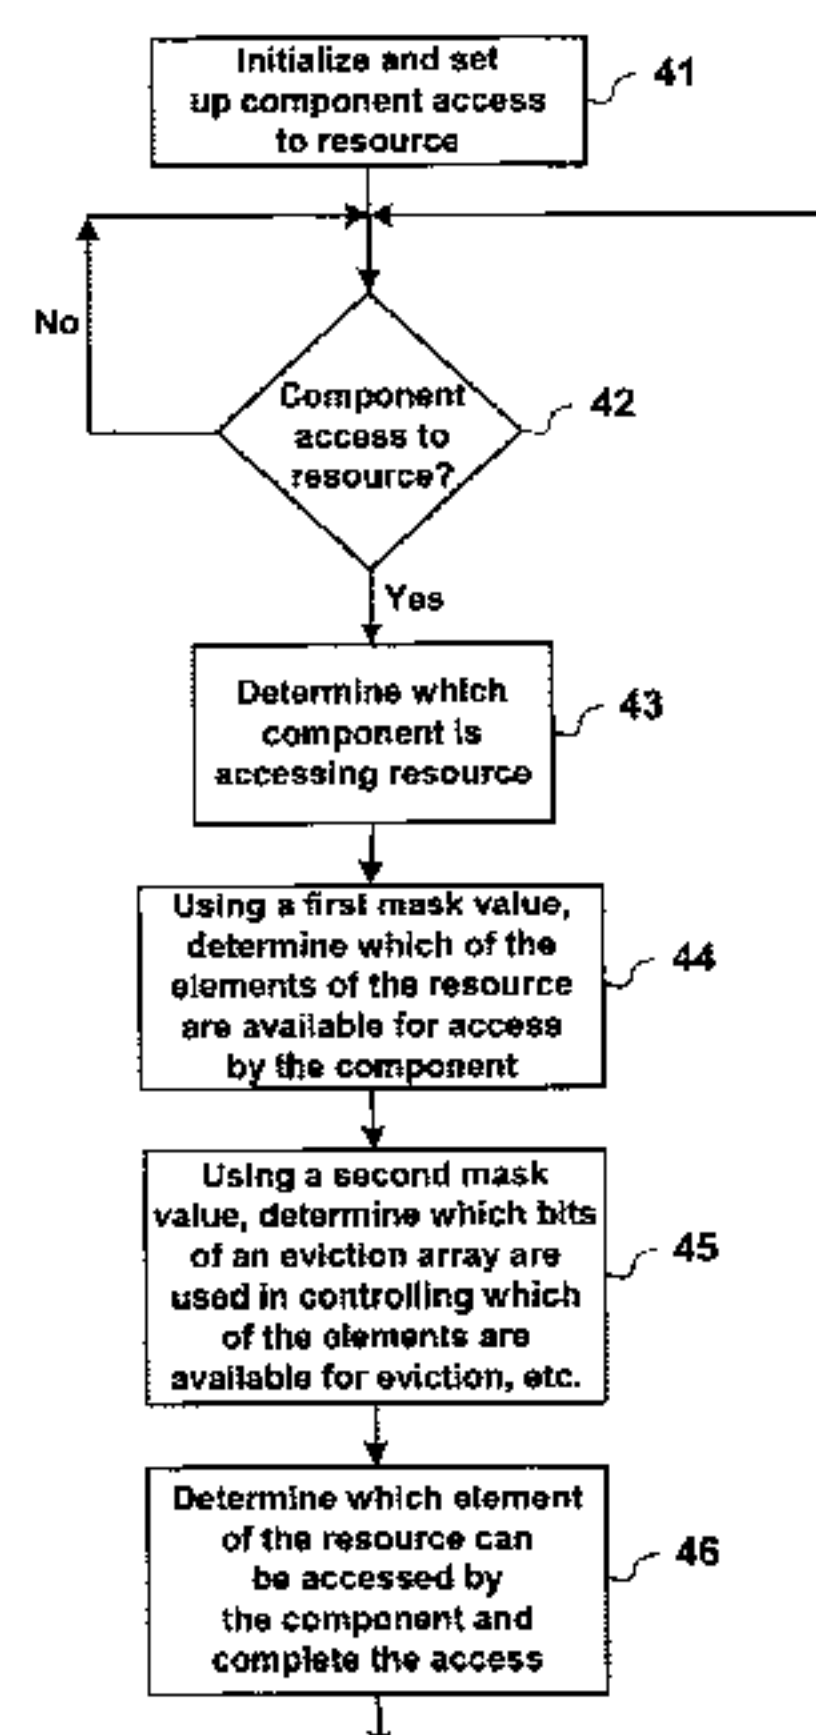 Initialize and set
up component access
to resource
41
No
Component
access to
resource?
42
Yes
Determine which
component is
accessing resource
43
Using a first mask value,
determine which of the
elements of the resource
are available for access
by the component
44
Using a second mask
value, determine which bits
of an eviction array are
used in controlling which
of the elements are
available for eviction, etc.
45
Determine which element
of the resource can
be accessed by
the component and
complete the access
46